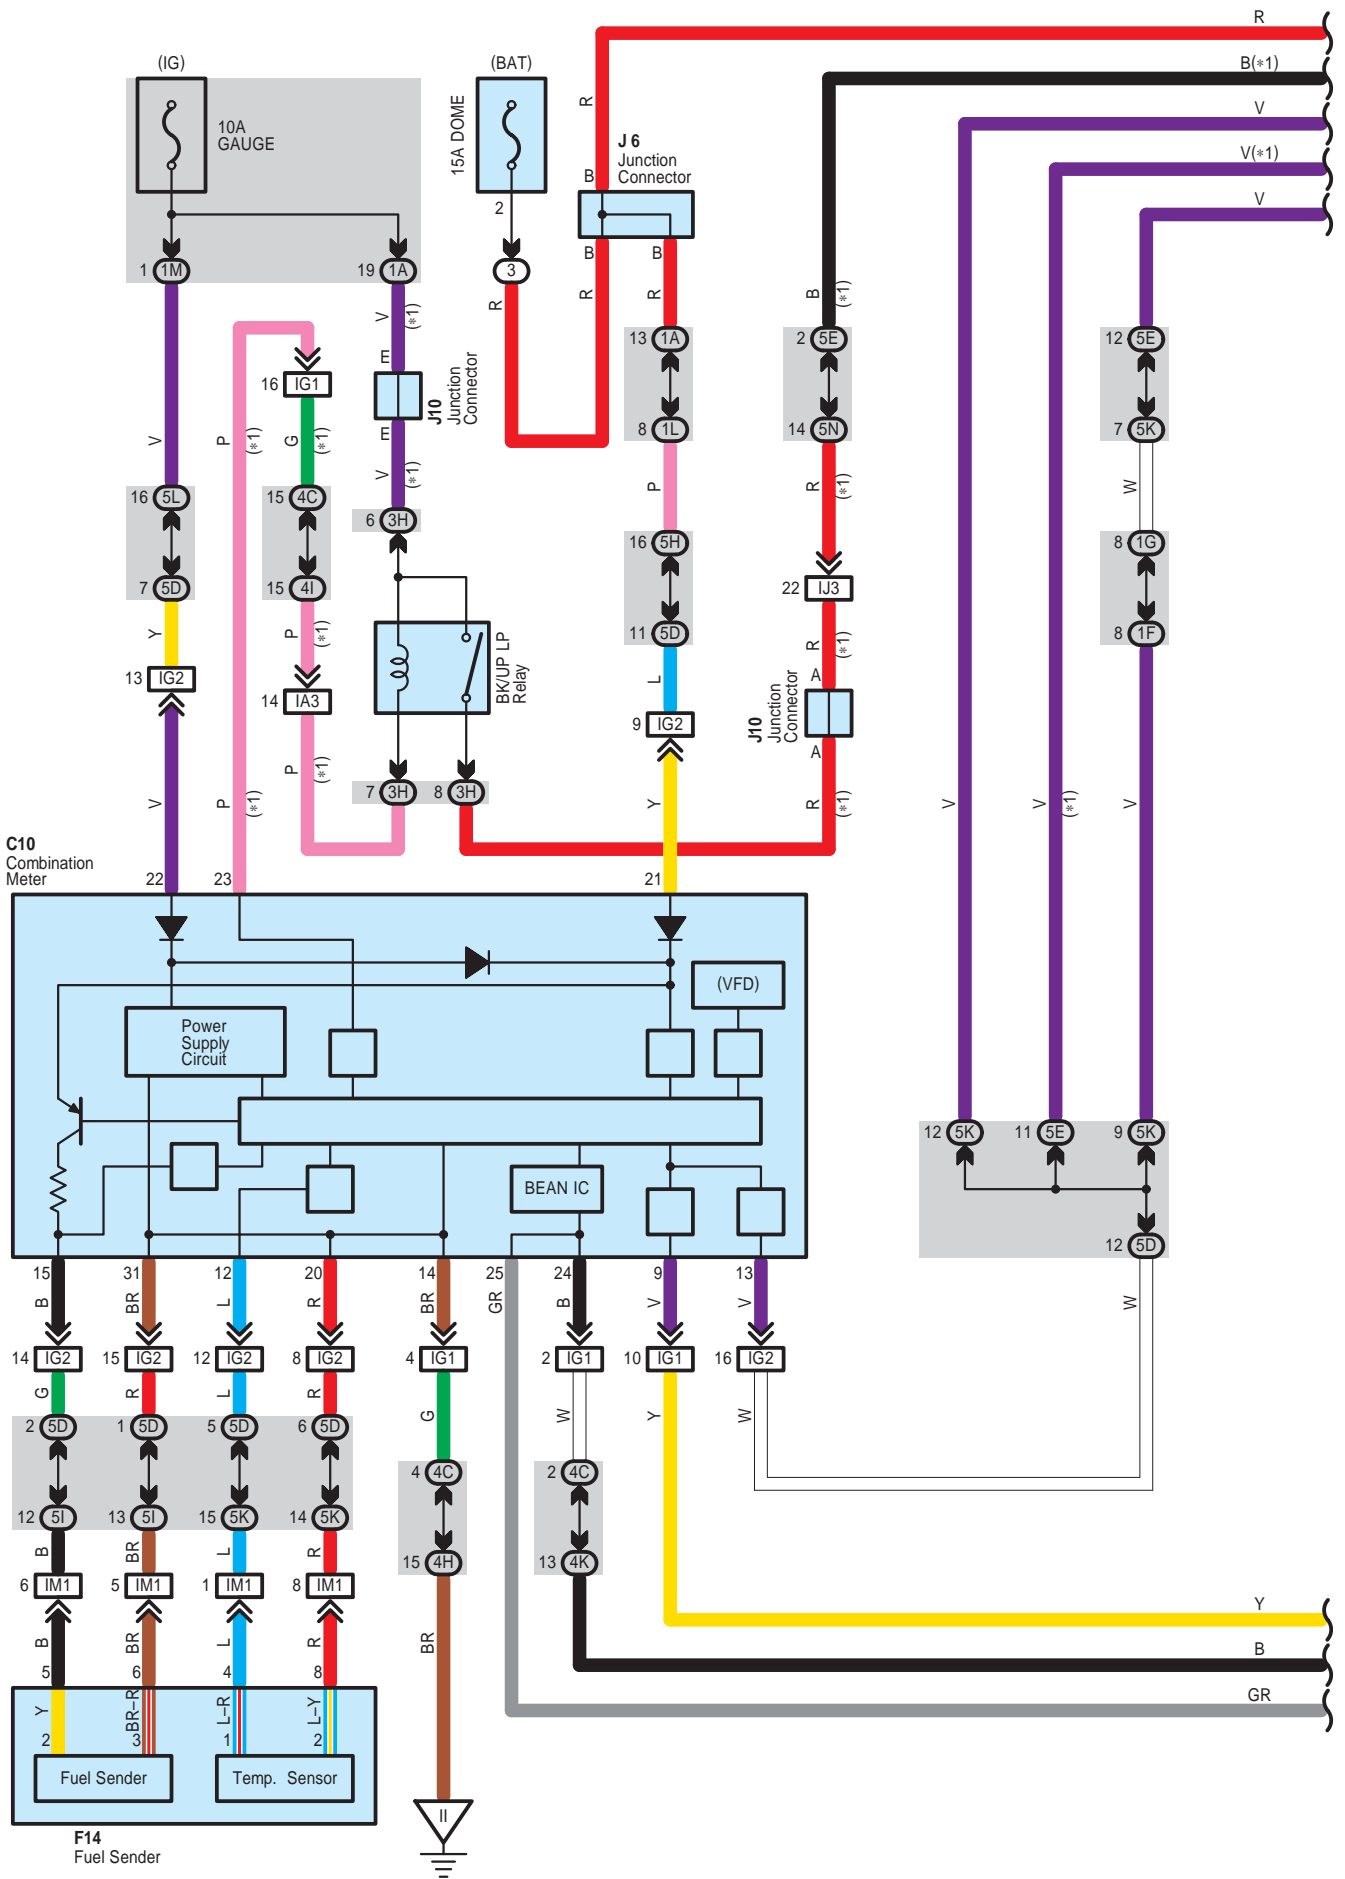 R
B(∗1)
V
V(∗1)
V
(IG)
10A
GAUGE
(BAT)
15A DOME
2
3
R
R
B
J 6
Junction
Connector
B
B
R
R
1 1M
19 1A
V
(∗1)
E
J10
Junction
Connector
E
V
(∗1)
6 3H
16 IG1
P
(∗1)
G
(∗1)
V
16 5L
15 4C
7 5D
15 4I
Y
P
(∗1)
13 IG2
14 IA3
BK/UP LP
Relay
P
(∗1)
7 3H
8 3H
V
P
(∗1)
13 1A
8 1L
P
16 5H
11 5D
L
9 IG2
Y
B
(∗1)
2 5E
14 5N
R
(∗1)
22 IJ3
R
(∗1)
A
J10
Junction
Connector
A
R
(∗1)
12 5E
7 5K
W
8 1G
8 1F
V
V
(∗1)
V
C10
Combination
Meter
22
23
21
(VFD)
Power
Supply
Circuit
BEAN IC
12 5K
11 5E
9 5K
12 5D
W
15
31
12
20
14
25
24
9
13
B
BR
L
R
BR
GR
B
V
V
14 IG2
15 IG2
12 IG2
8 IG2
4 IG1
2 IG1
10 IG1
16 IG2
G
R
L
R
G
W
Y
W
2 5D
1 5D
5 5D
6 5D
4 4C
2 4C
12 5I
13 5I
15 5K
14 5K
15 4H
13 4K
B
BR
L
R
6 IM1
5 IM1
1 IM1
8 IM1
B
BR
L
R
BR
5
6
4
8
Y
BR–R
L–R
L–Y
2
3
1
2
Fuel Sender
Temp. Sensor
F14
Fuel Sender
II
Y
B
GR